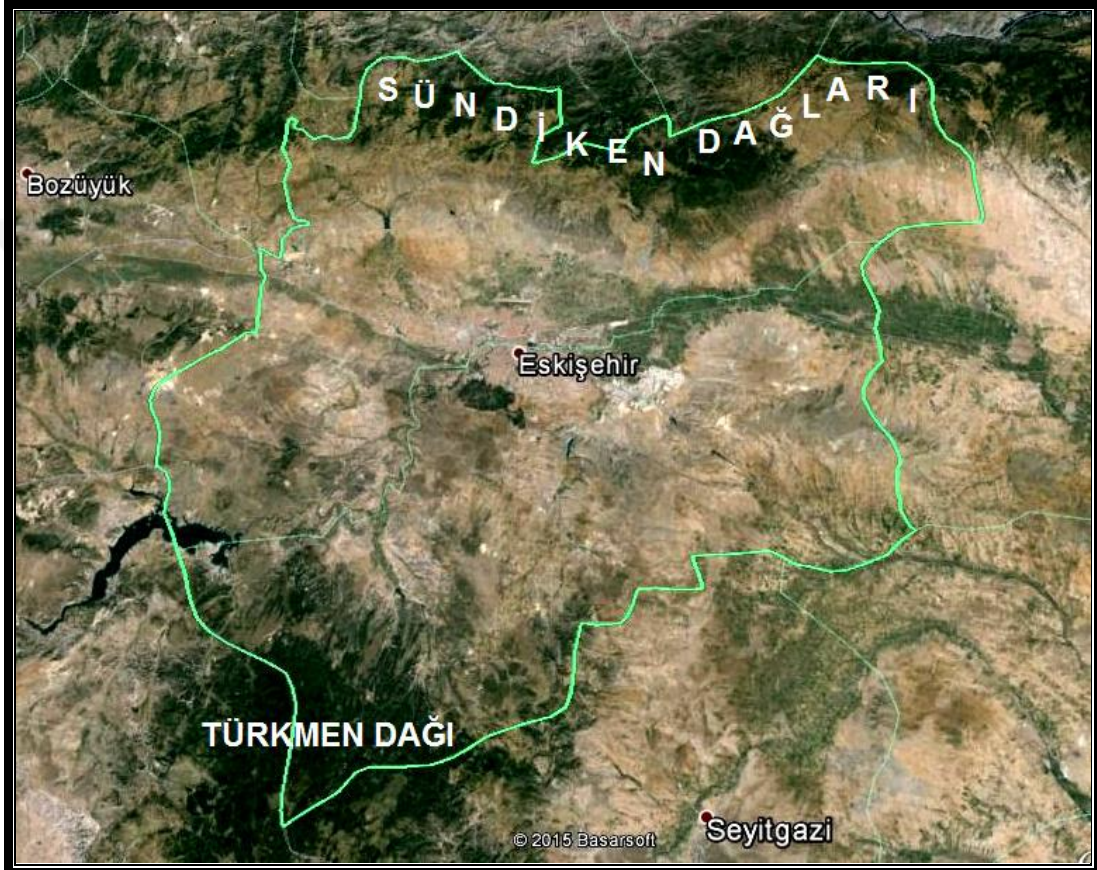 SÜNDİKEN DAĞLARI
Bozüyük
Eskişehir
TÜRKMEN DAĞI
© 2015 Basarsoft
Seyitgazi